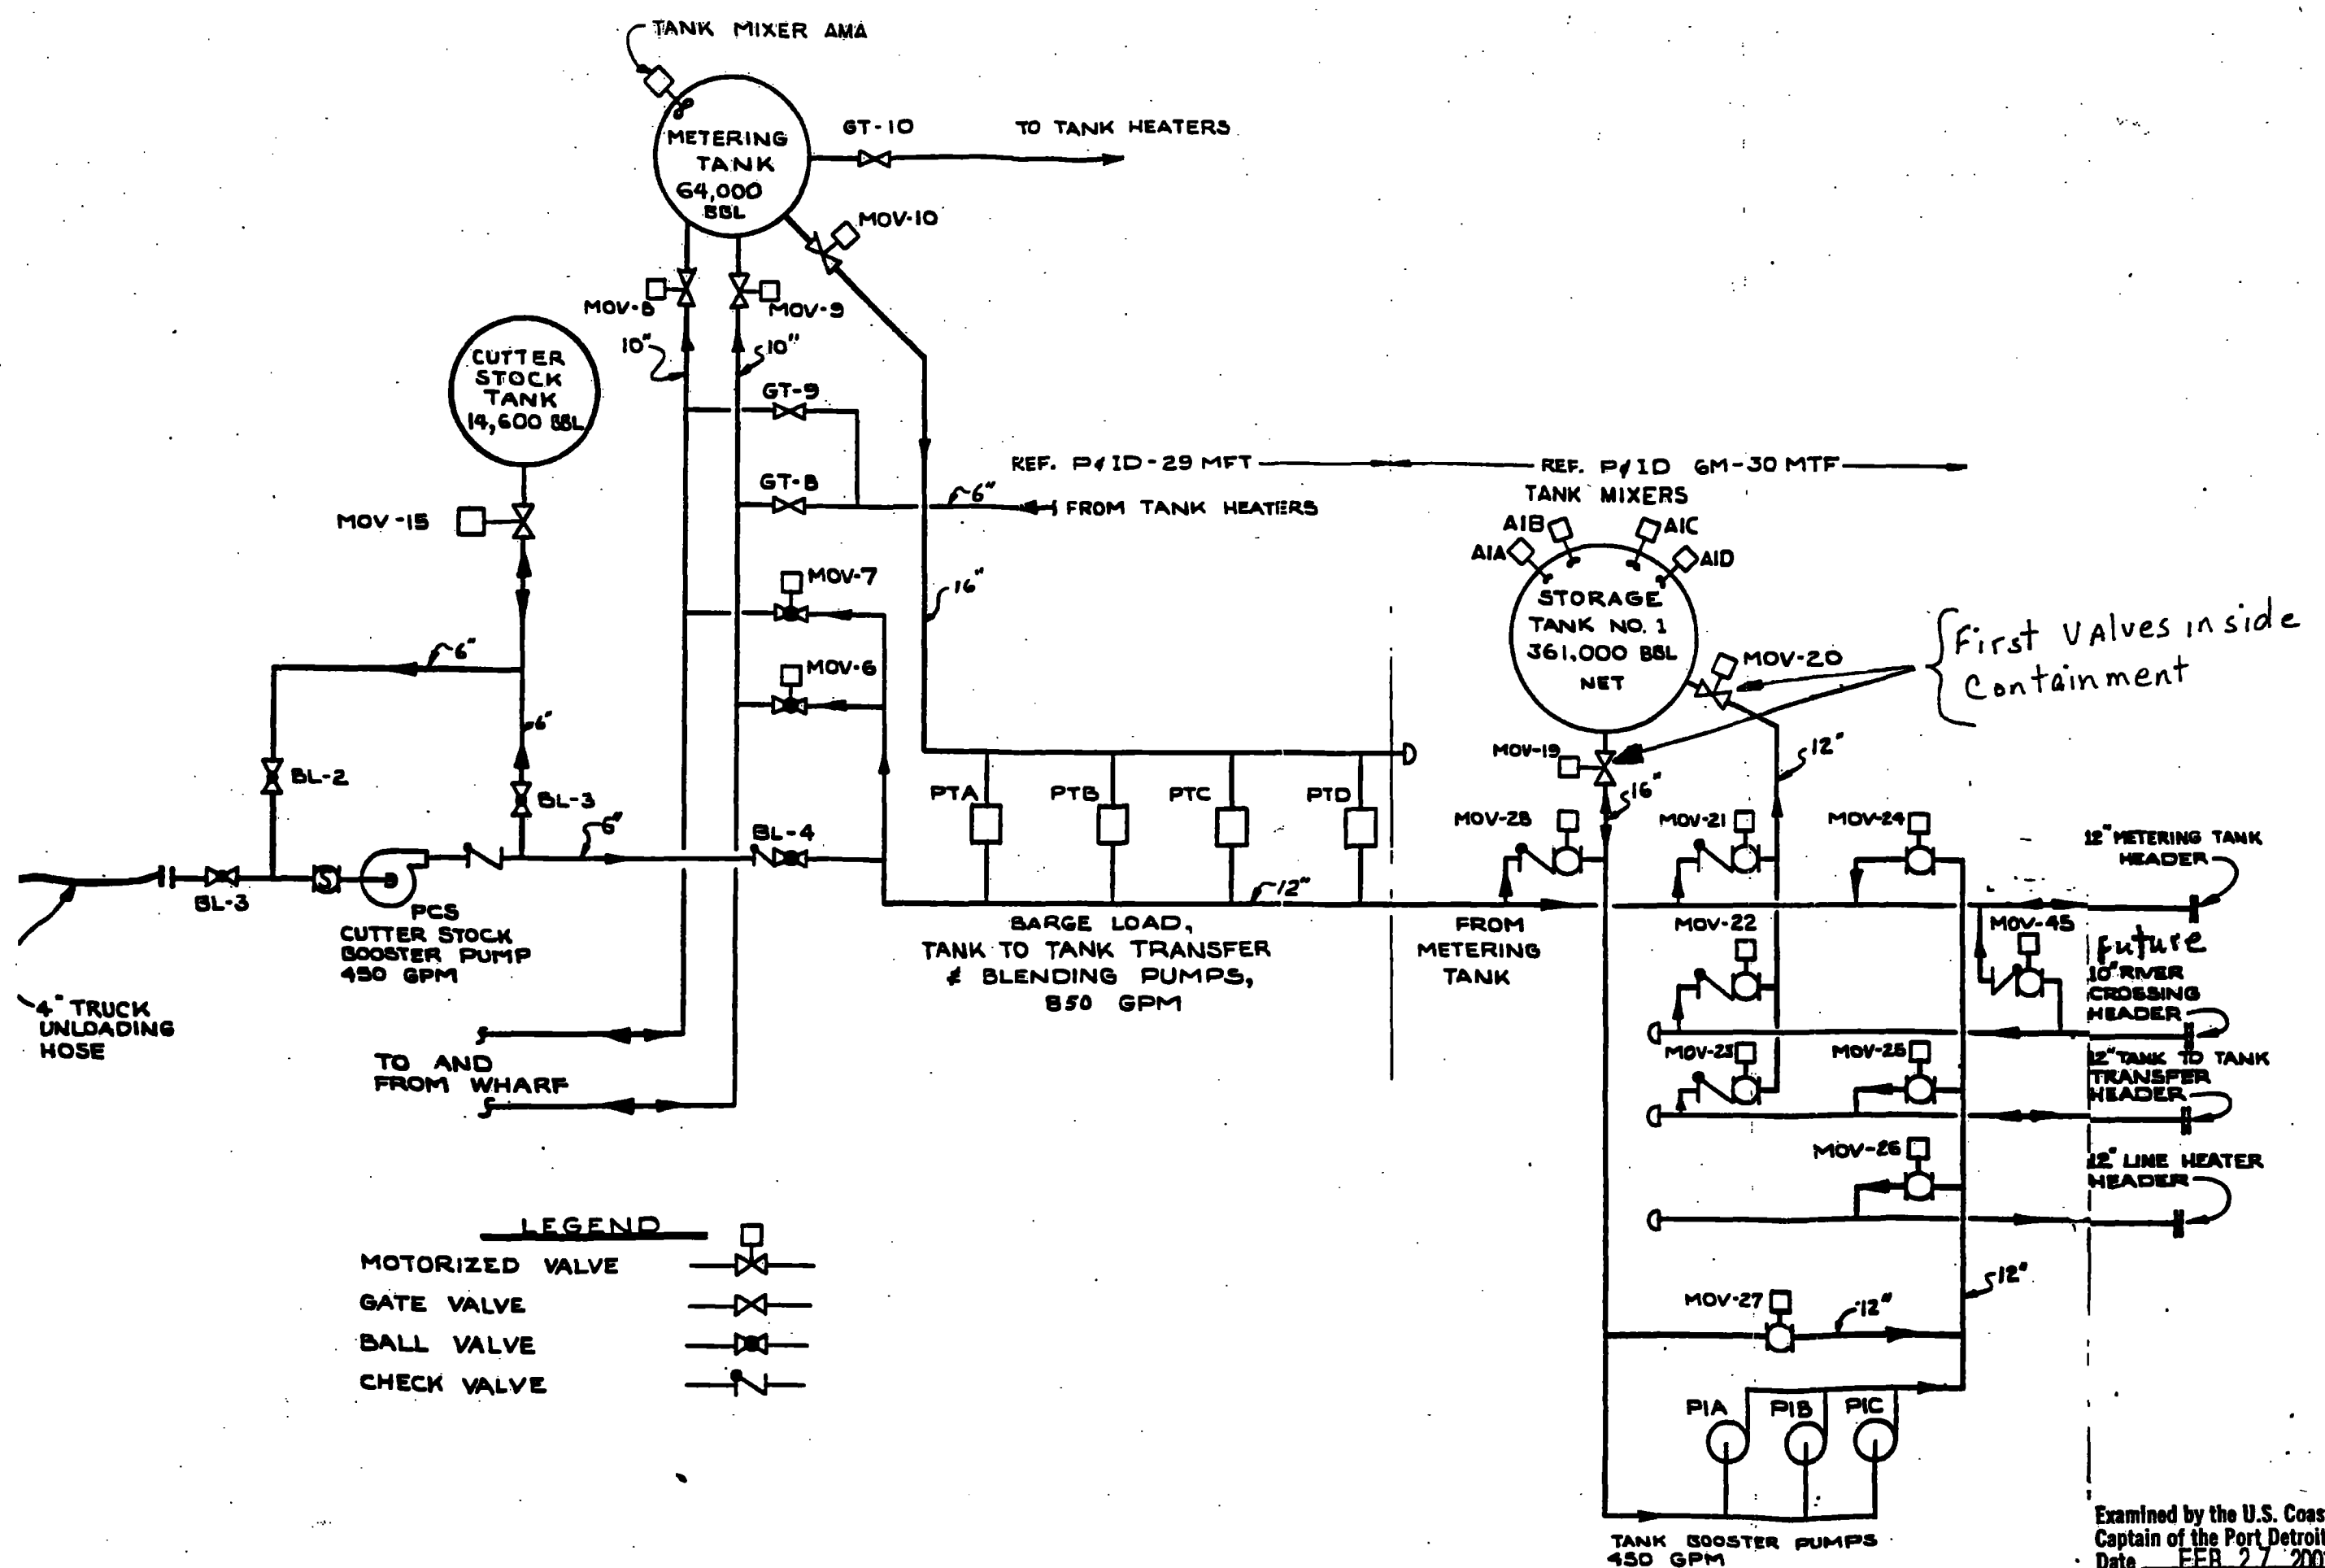 TANK MIXER AMA
METERING
TANK
64,000
BBL
GT-10
TO TANK HEATERS
MOV-10
MOV-8
MOV-9
10"
10"
CUTTER
STOCK
TANK
14,600 BBL
MOV-15
GT-9
GT-8
6"
FROM TANK HEATERS
REF. P&ID-29 MFT
REF. P&ID 6M-30 MTF
TANK MIXERS
A1A
A1B
A1C
A1D
STORAGE
TANK NO. 1
361,000 BBL
NET
MOV-20
First VAlves inside
Containment
MOV-7
MOV-6
16"
6"
6"
BL-2
BL-3
6"
BL-4
BL-3
S
PCS
CUTTER STOCK
BOOSTER PUMP
450 GPM
4" TRUCK
UNLOADING
HOSE
TO AND
FROM WHARF
PTA
PTB
PTC
PTD
12"
BARGE LOAD,
TANK TO TANK TRANSFER
& BLENDING PUMPS,
850 GPM
MOV-19
16"
12"
MOV-28
MOV-21
MOV-24
FROM
METERING
TANK
MOV-22
MOV-45
MOV-23
MOV-25
MOV-26
12" METERING TANK
HEADER
future
10" RIVER
CROSSING
HEADER
12" TANK TO TANK
TRANSFER
HEADER
12" LINE HEATER
HEADER
12"
MOV-27
12"
P1A
P1B
P1C
TANK BOOSTER PUMPS
450 GPM
LEGEND
MOTORIZED VALVE
GATE VALVE
BALL VALVE
CHECK VALVE
Examined by the U.S. Coas
Captain of the Port Detroit
Date FEB 27 200